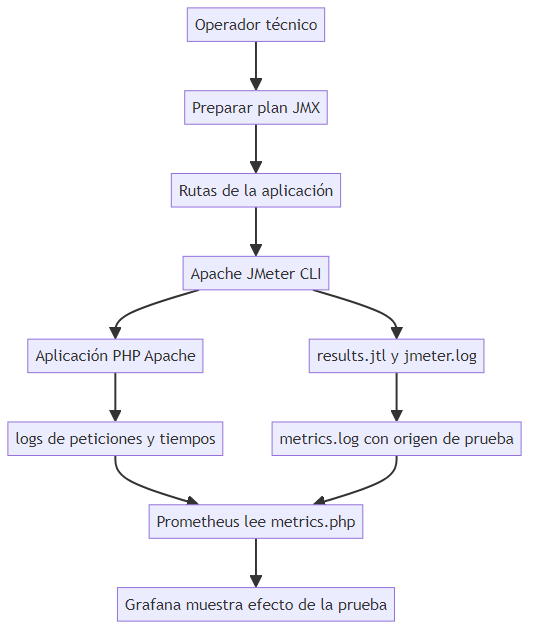 Operador técnico
Preparar plan JMX
Rutas de la aplicación
Apache JMeter CLI
Aplicación PHP Apache
results.jtl y jmeter.log
logs de peticiones y tiempos
metrics.log con origen de prueba
Prometheus lee metrics.php
Grafana muestra efecto de la prueba